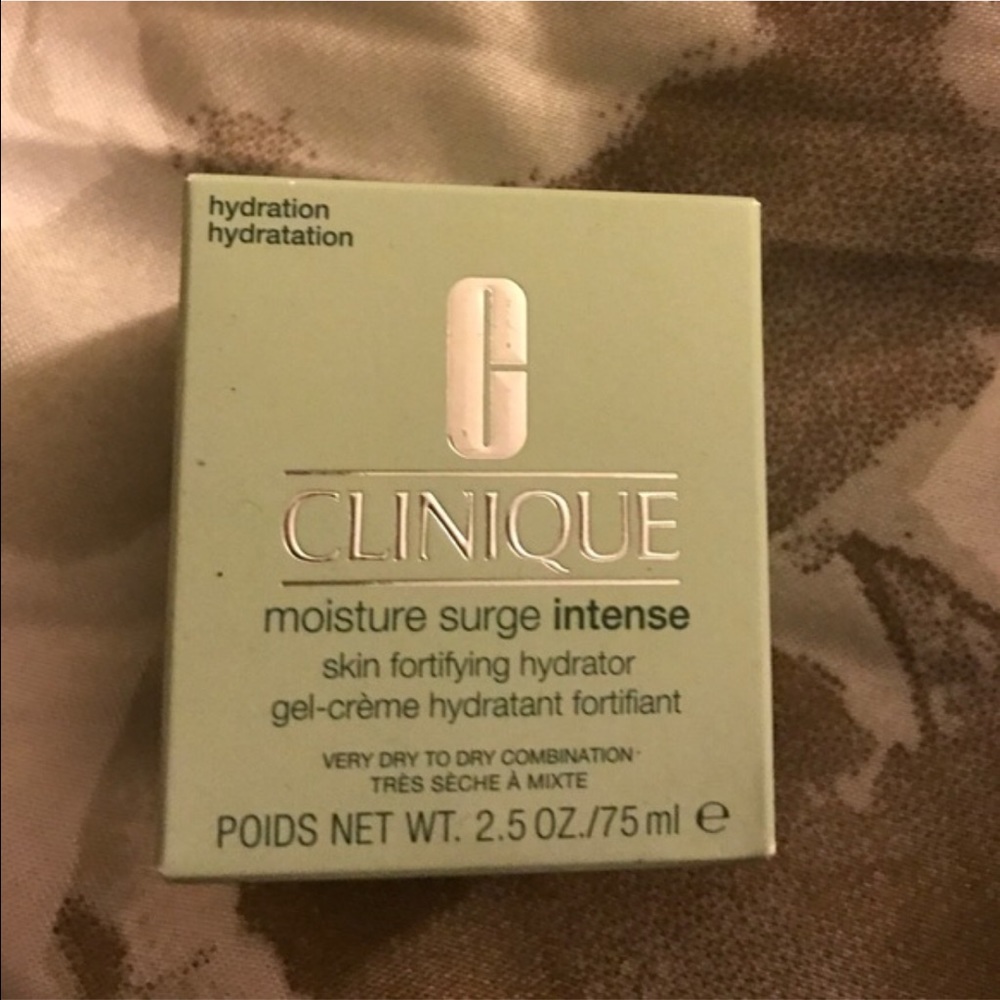 hydration
hydratation
C
CLINIQUE
moisture surge intense
skin fortifying hydrator
gel-crème hydratant fortifiant
VERY DRY TO DRY COMBINATION
TRÈS SÈCHE À MIXTE
POIDS NET WT. 2.5 OZ./75 ml ℮